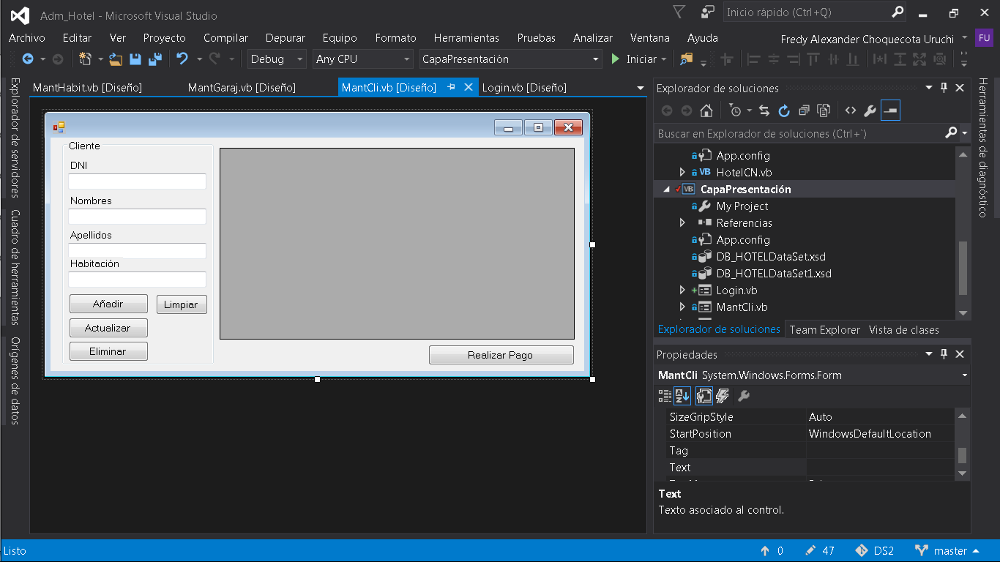 Adm_Hotel - Microsoft Visual Studio
Inicio rápido (Ctrl+Q)
Archivo Editar Ver Proyecto Compilar Depurar Equipo Formato Herramientas Pruebas Analizar Ventana Ayuda Fredy Alexander Choquecota Uruchi FU
Debug Any CPU CapaPresentación Iniciar
Explorador de servidores
Cuadro de herramientas
Orígenes de datos
MantHabit.vb [Diseño] MantGaraj.vb [Diseño] MantCli.vb [Diseño] Login.vb [Diseño]
Cliente
DNI
Nombres
Apellidos
Habitación
Añadir Limpiar
Actualizar
Eliminar
Realizar Pago
Explorador de soluciones
Buscar en Explorador de soluciones (Ctrl+`)
App.config
VB HotelCN.vb
VB CapaPresentación
My Project
Referencias
App.config
DB_HOTELDataSet.xsd
DB_HOTELDataSet1.xsd
Login.vb
MantCli.vb
Explorador de soluciones Team Explorer Vista de clases
Propiedades
MantCli System.Windows.Forms.Form
SizeGripStyle Auto
StartPosition WindowsDefaultLocation
Tag
Text
Text
Texto asociado al control.
Herramientas de diagnóstico
Listo 0 47 DS2 master